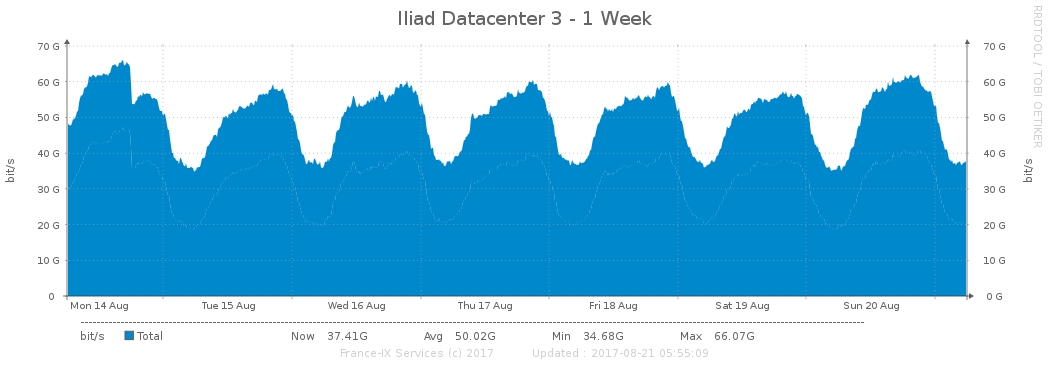 Iliad Datacenter 3 - 1 Week
RRDTOOL / TOBI OETIKER
70 G 70 G
60 G 60 G
50 G 50 G
40 G 40 G
30 G 30 G
20 G 20 G
10 G 10 G
0 0 G
bit/s bit/s
Mon 14 Aug Tue 15 Aug Wed 16 Aug Thu 17 Aug Fri 18 Aug Sat 19 Aug Sun 20 Aug
bit/s Total Now 37.41G Avg 50.02G Min 34.68G Max 66.07G
France-IX Services (c) 2017 Updated : 2017-08-21 05:55:09